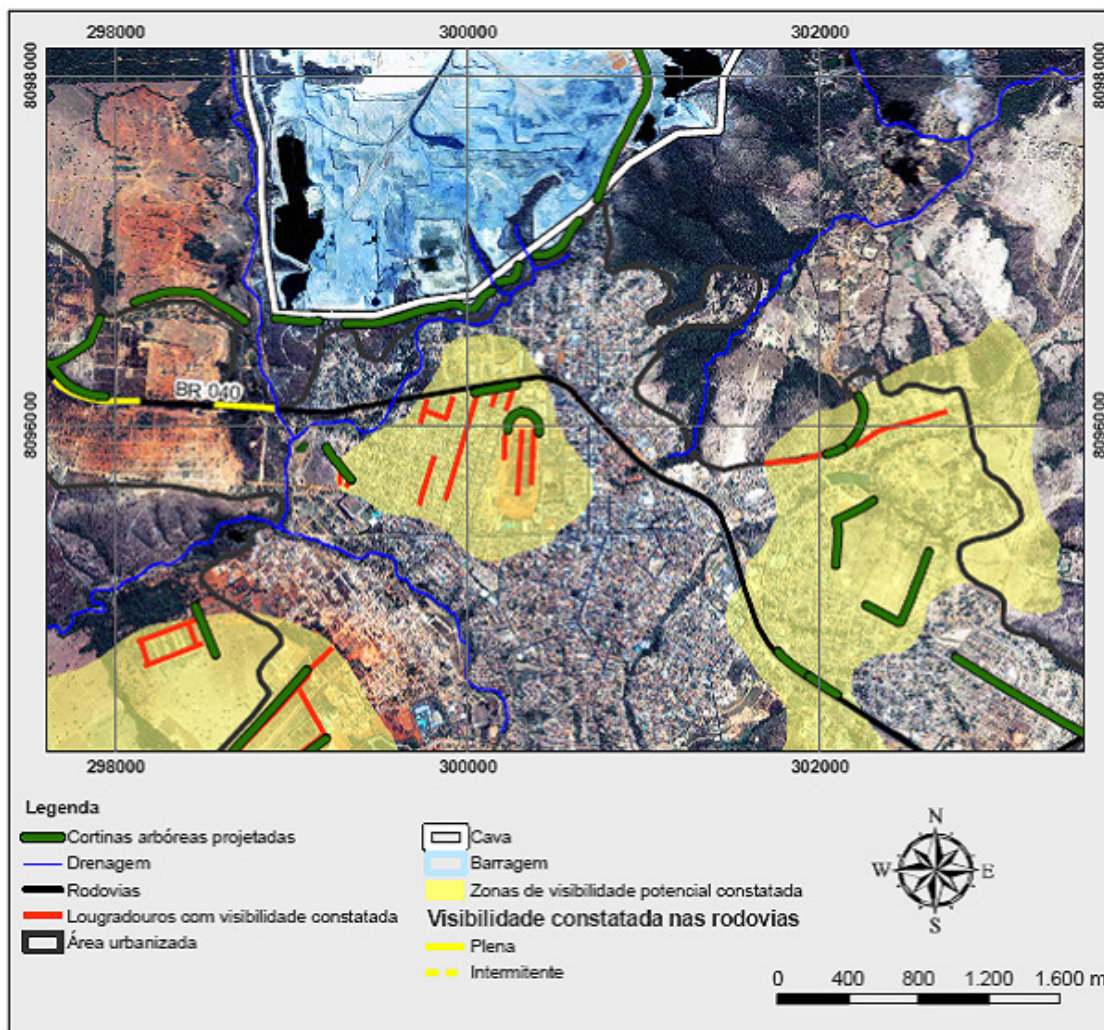 298000 300000 302000
8098000 8098000
BR 040
8096000 8096000
298000 300000 302000
Legenda
Cortinas arbóreas projetadas
Drenagem
Rodovias
Lougradouros com visibilidade constatada
Área urbanizada
Cava
Barragem
Zonas de visibilidade potencial constatada
Visibilidade constatada nas rodovias
Plena
Intermitente
N
W E
S
0 400 800 1.200 1.600 m